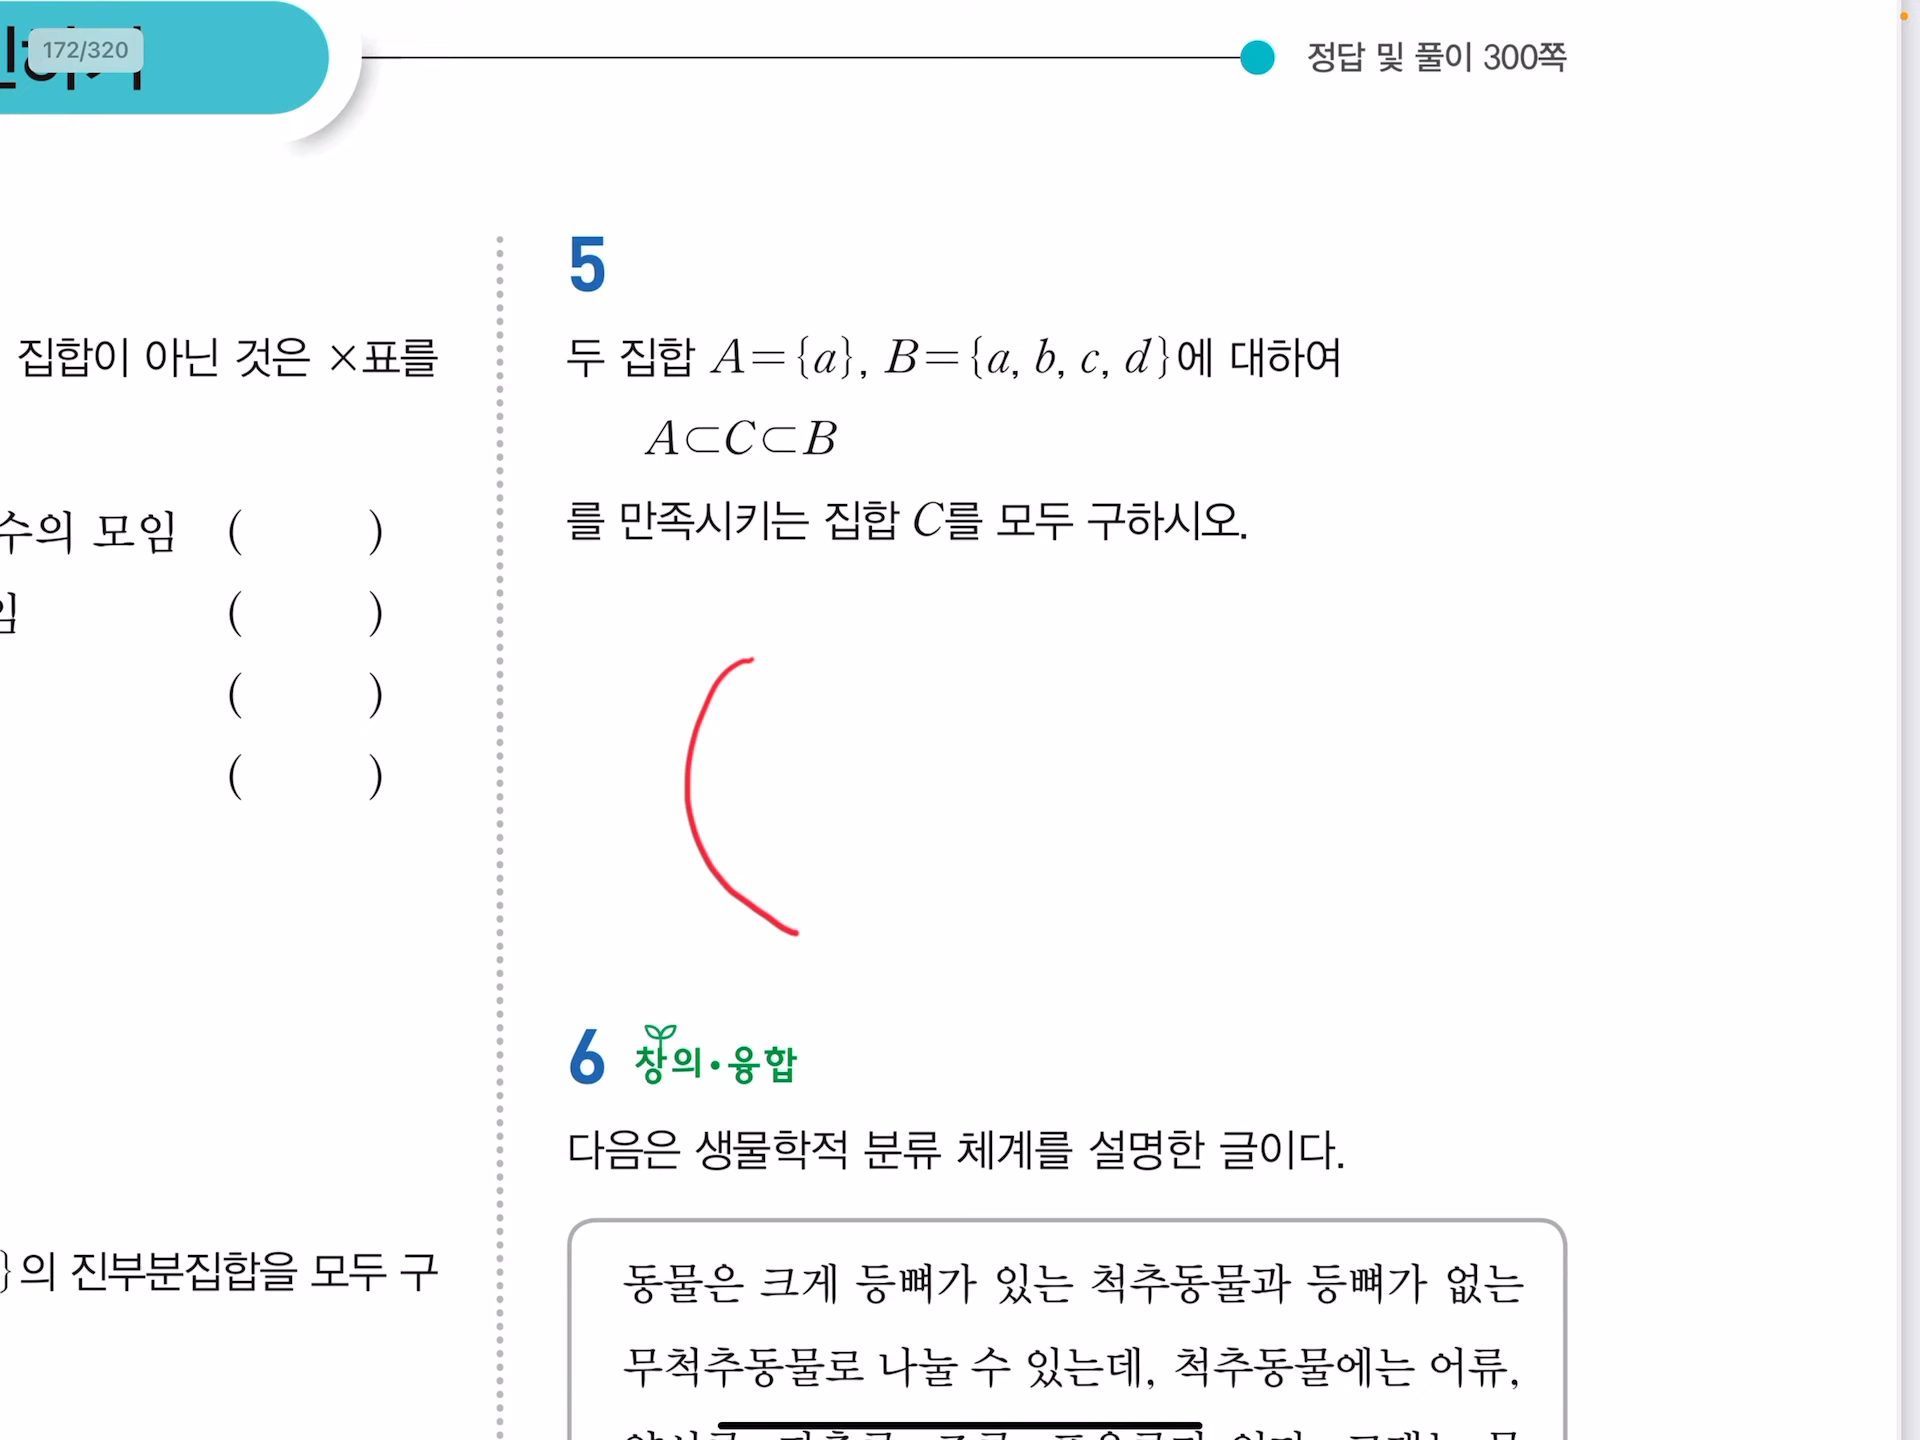 172/320
정답 및 풀이 300쪽
집합이 아닌 것은 ×표를
수의 모임 ( )
임 ( )
( )
( )
}의 진부분집합을 모두 구
5
두 집합 A={a}, B={a, b, c, d}에 대하여
A⊂C⊂B
를 만족시키는 집합 C를 모두 구하시오.
6 창의·융합
다음은 생물학적 분류 체계를 설명한 글이다.
동물은 크게 등뼈가 있는 척추동물과 등뼈가 없는
무척추동물로 나눌 수 있는데, 척추동물에는 어류,